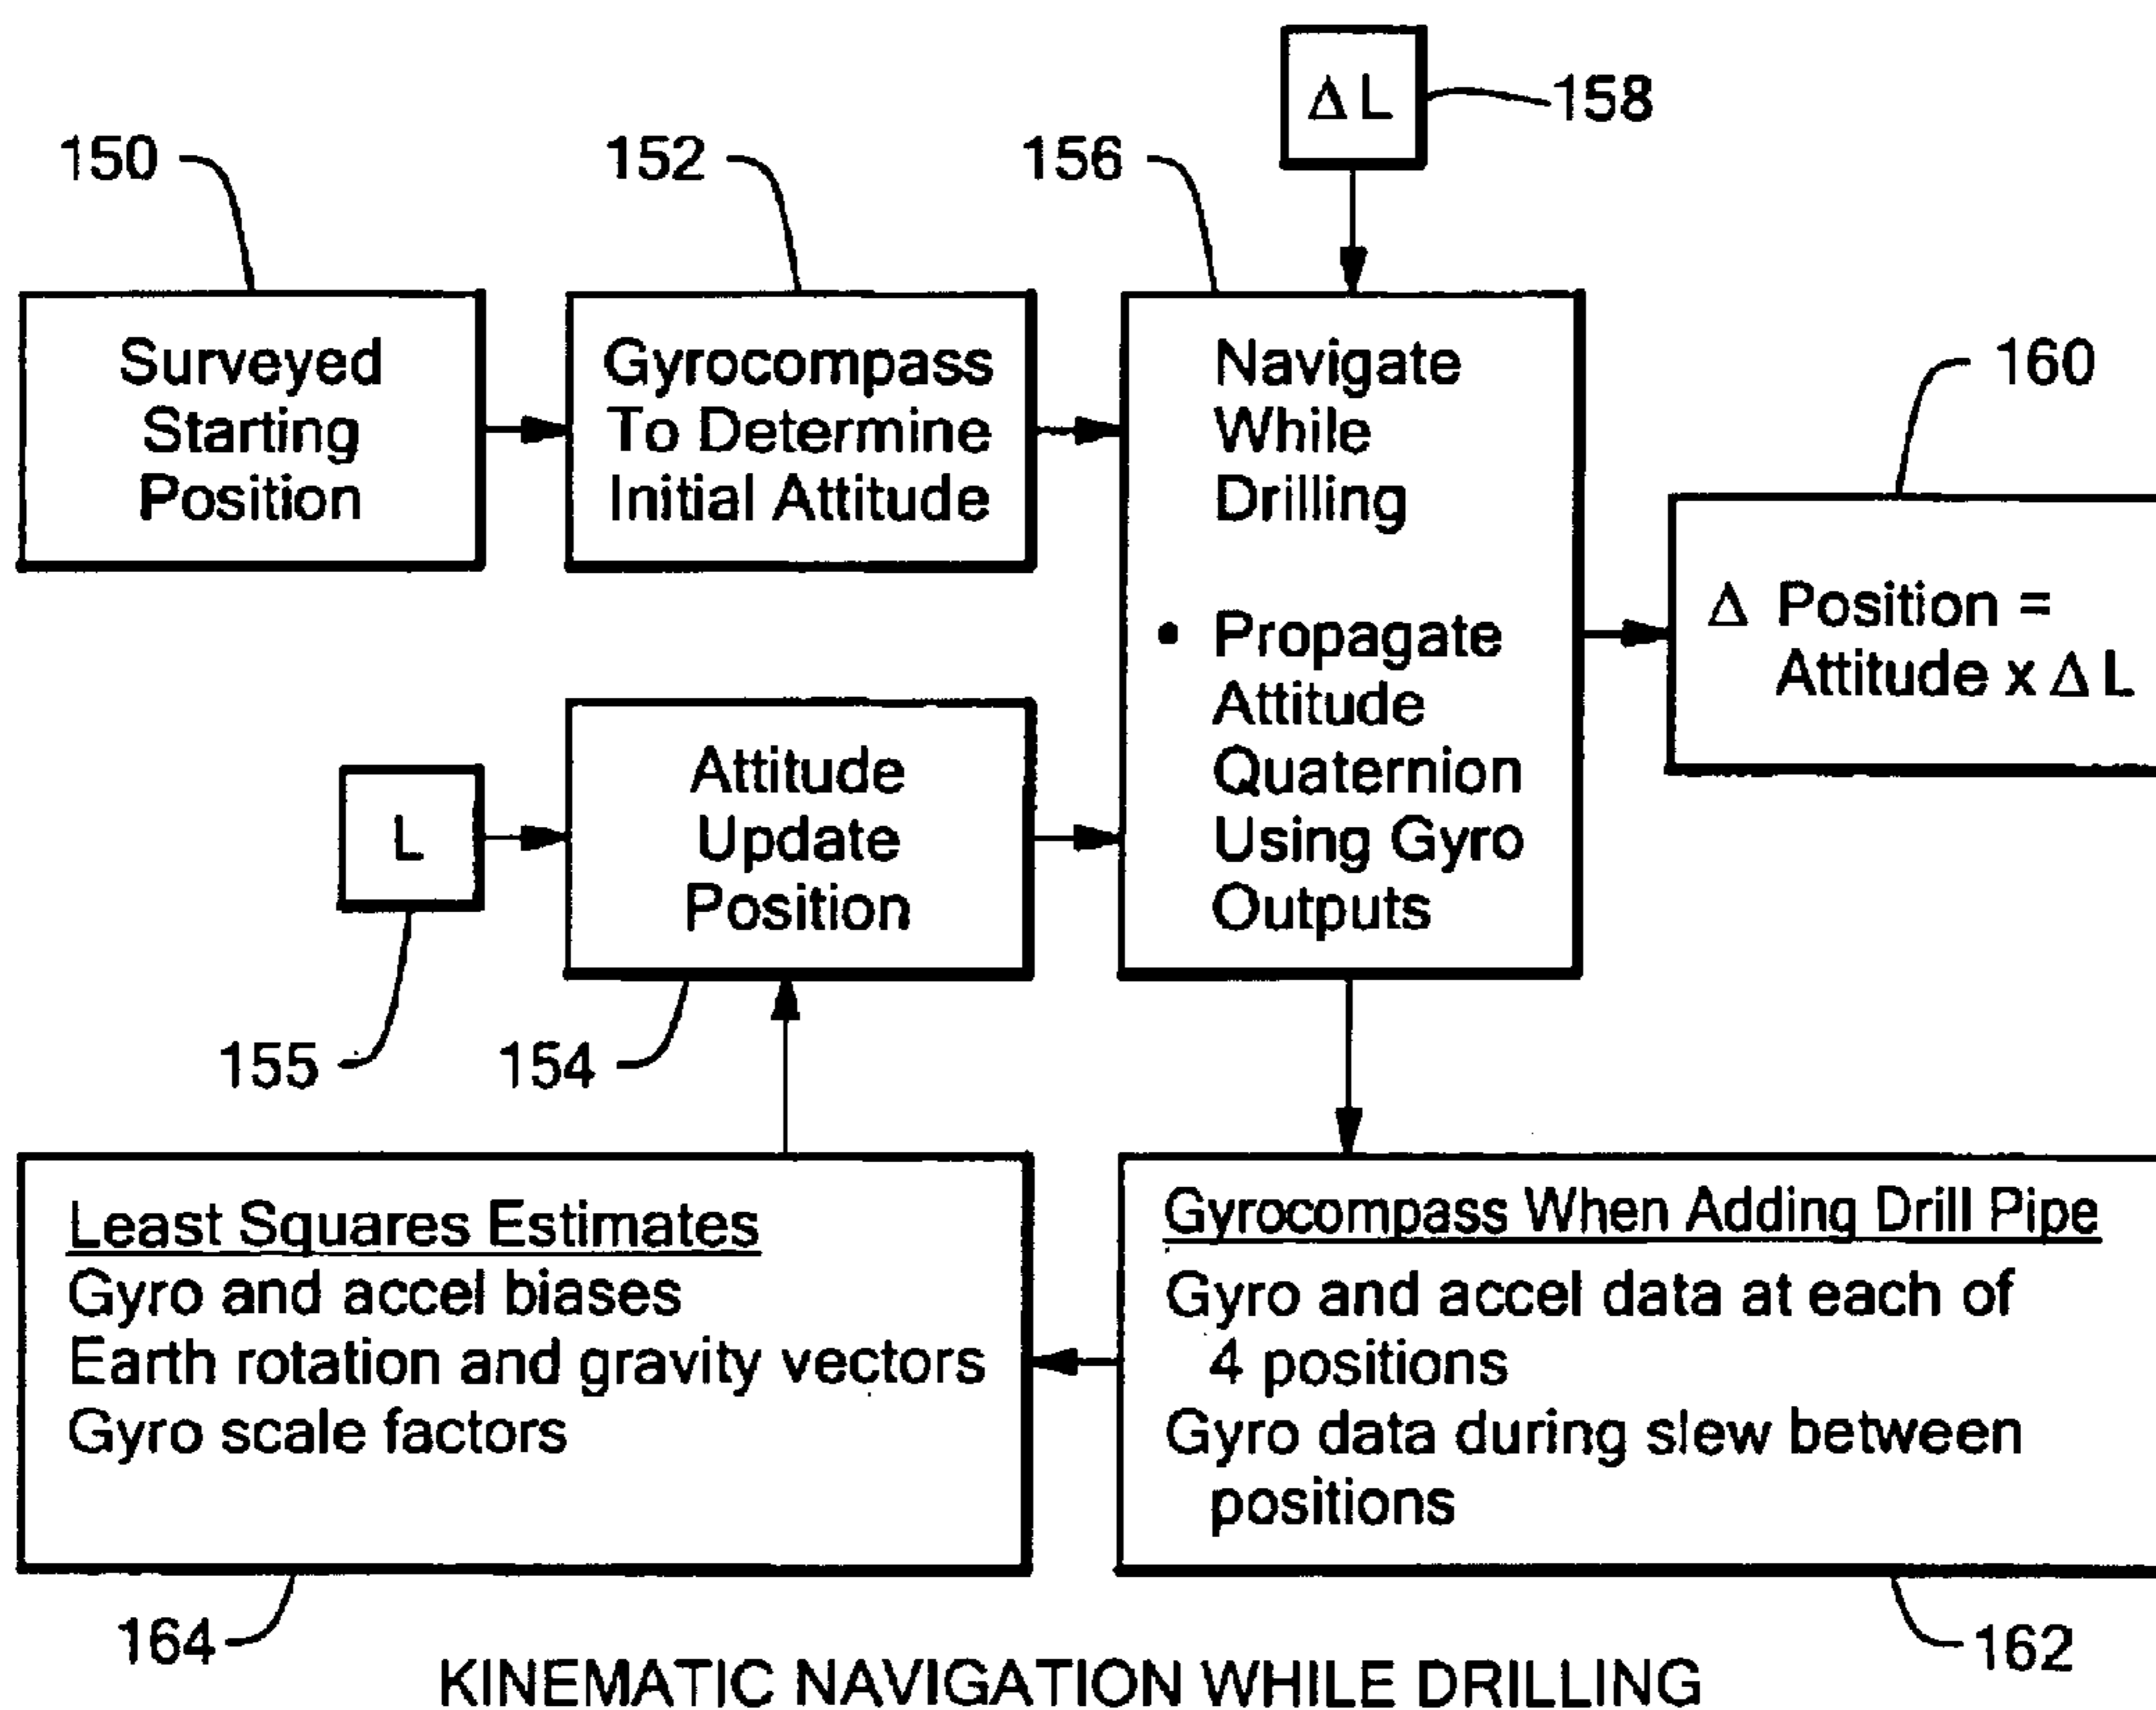 Δ L
158
150
152
156
Surveyed
Starting
Position
Gyrocompass
To Determine
Initial Attitude
Navigate
While
Drilling
• Propagate
Attitude
Quaternion
Using Gyro
Outputs
160
Δ Position =
Attitude x Δ L
L
Attitude
Update
Position
155
154
Least Squares Estimates
Gyro and accel biases
Earth rotation and gravity vectors
Gyro scale factors
Gyrocompass When Adding Drill Pipe
Gyro and accel data at each of
4 positions
Gyro data during slew between
positions
164
162
KINEMATIC NAVIGATION WHILE DRILLING